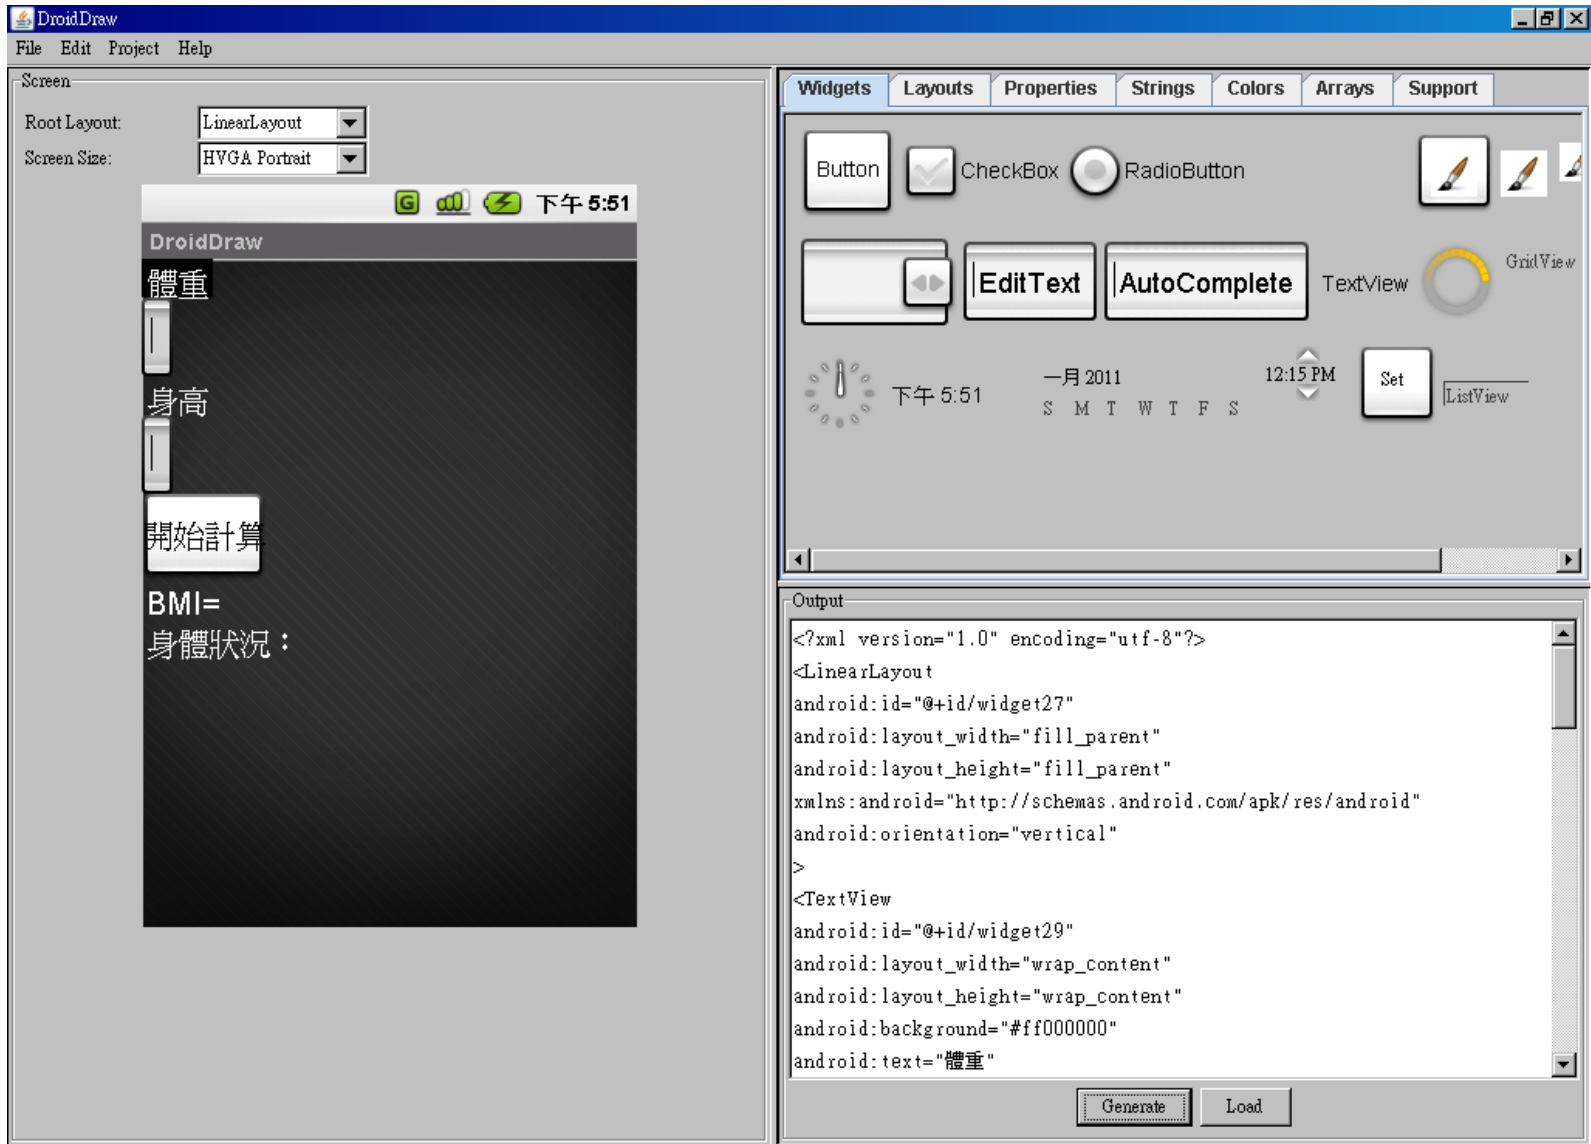 DroidDraw
File Edit Project Help
Screen
Root Layout: LinearLayout
Screen Size: HVGA Portrait
G 下午 5:51
DroidDraw
體重
身高
開始計算
BMI=
身體狀況：
Widgets Layouts Properties Strings Colors Arrays Support
Button CheckBox RadioButton
EditText AutoComplete TextView GridView
下午 5:51 一月 2011 12:15 PM Set ListView
S M T W T F S
Output
<?xml version="1.0" encoding="utf-8"?>
<LinearLayout
android:id="@+id/widget27"
android:layout_width="fill_parent"
android:layout_height="fill_parent"
xmlns:android="http://schemas.android.com/apk/res/android"
android:orientation="vertical"
>
<TextView
android:id="@+id/widget29"
android:layout_width="wrap_content"
android:layout_height="wrap_content"
android:background="#ff000000"
android:text="體重"
Generate Load